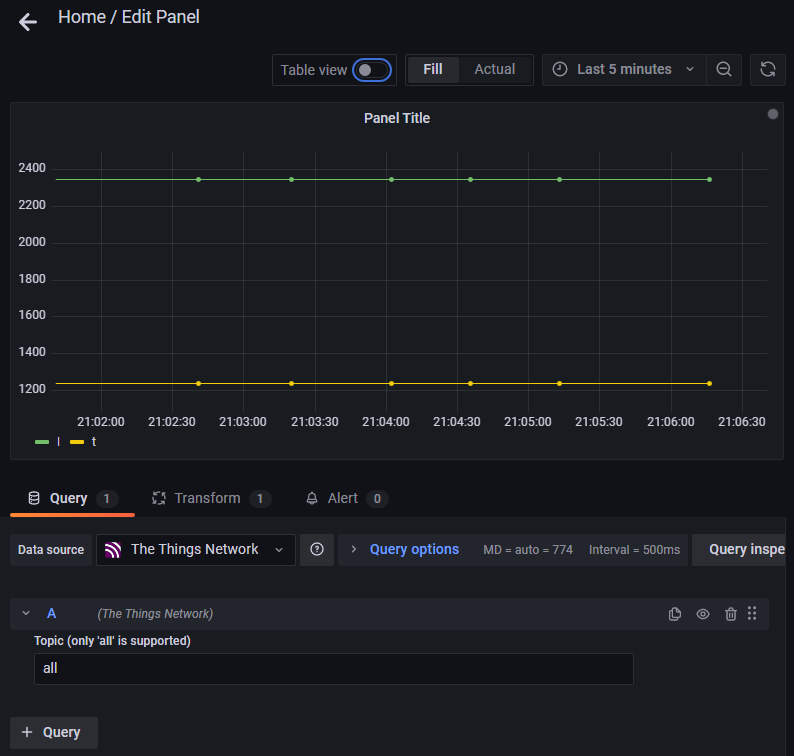 Home / Edit Panel
Table view Fill Actual Last 5 minutes
Panel Title
2400
2200
2000
1800
1600
1400
1200
21:02:00 21:02:30 21:03:00 21:03:30 21:04:00 21:04:30 21:05:00 21:05:30 21:06:00 21:06:30
l t
Query 1 Transform 1 Alert 0
Data source The Things Network Query options MD = auto = 774 Interval = 500ms Query inspe
A (The Things Network)
Topic (only 'all' is supported)
all
+ Query